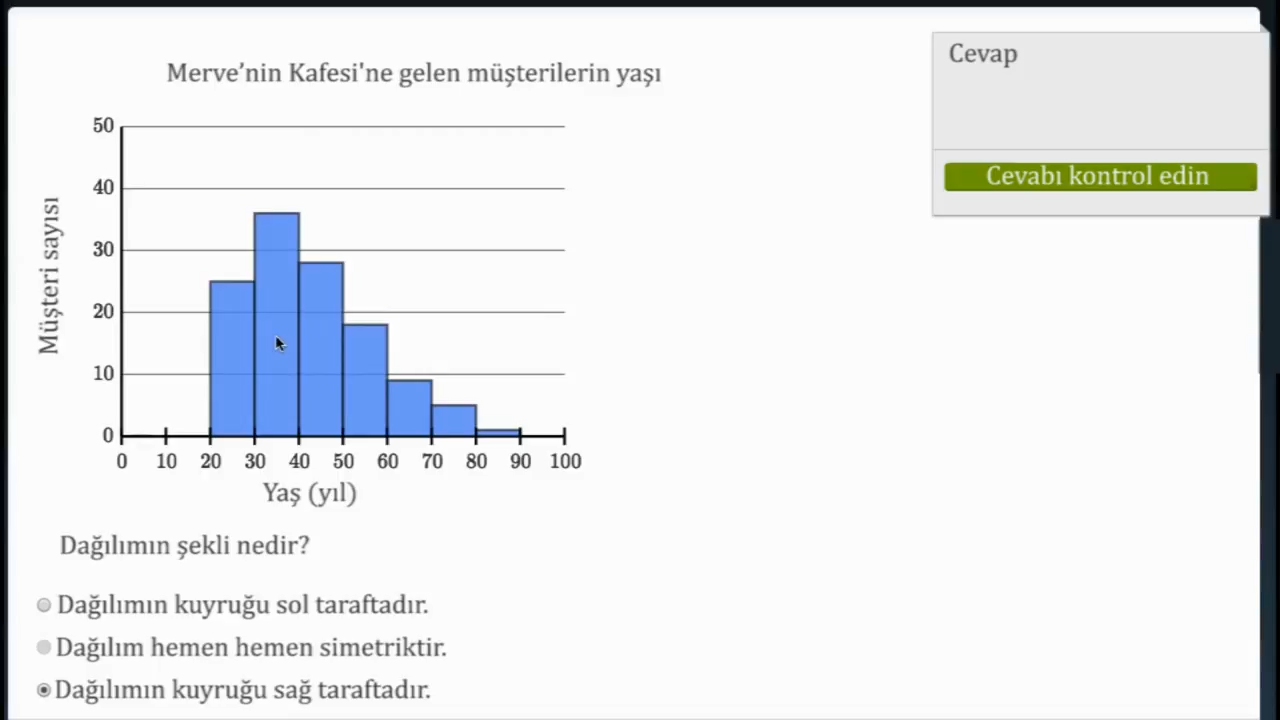 Merve’nin Kafesi'ne gelen müşterilerin yaşı
Cevap
Cevabı kontrol edin
50
40
30
20
10
0
Müşteri sayısı
0 10 20 30 40 50 60 70 80 90 100
Yaş (yıl)
Dağılımın şekli nedir?
Dağılımın kuyruğu sol taraftadır.
Dağılım hemen hemen simetriktir.
Dağılımın kuyruğu sağ taraftadır.